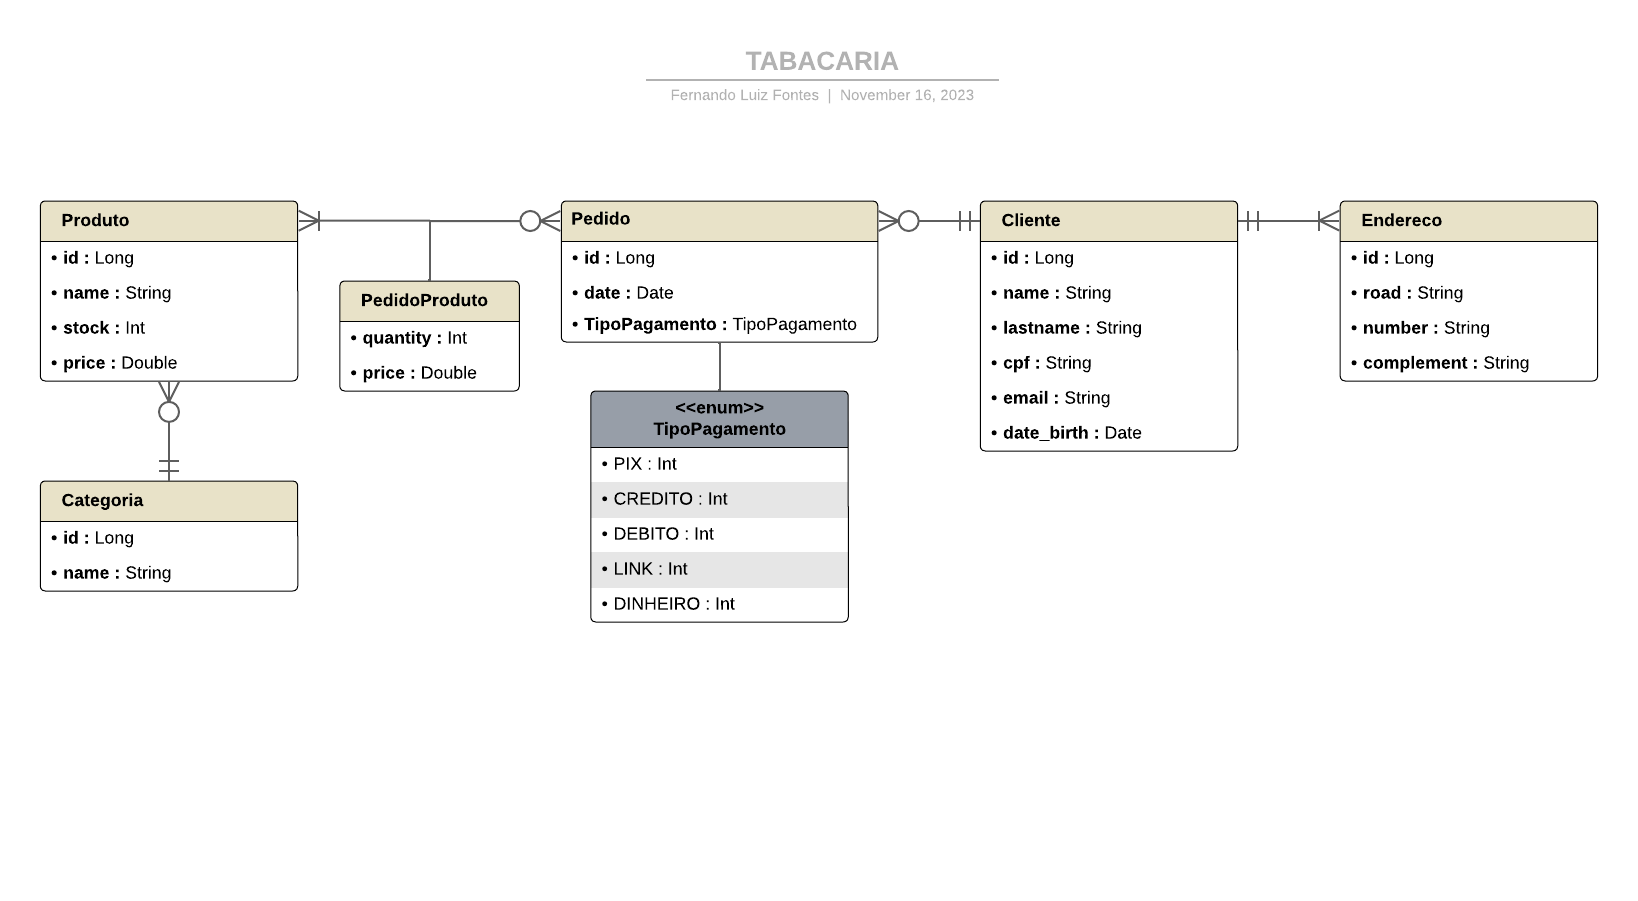 TABACARIA
Fernando Luiz Fontes | November 16, 2023
Produto
• id : Long
• name : String
• stock : Int
• price : Double
PedidoProduto
• quantity : Int
• price : Double
Pedido
• id : Long
• date : Date
• TipoPagamento : TipoPagamento
<<enum>>
TipoPagamento
• PIX : Int
• CREDITO : Int
• DEBITO : Int
• LINK : Int
• DINHEIRO : Int
Cliente
• id : Long
• name : String
• lastname : String
• cpf : String
• email : String
• date_birth : Date
Endereco
• id : Long
• road : String
• number : String
• complement : String
Categoria
• id : Long
• name : String